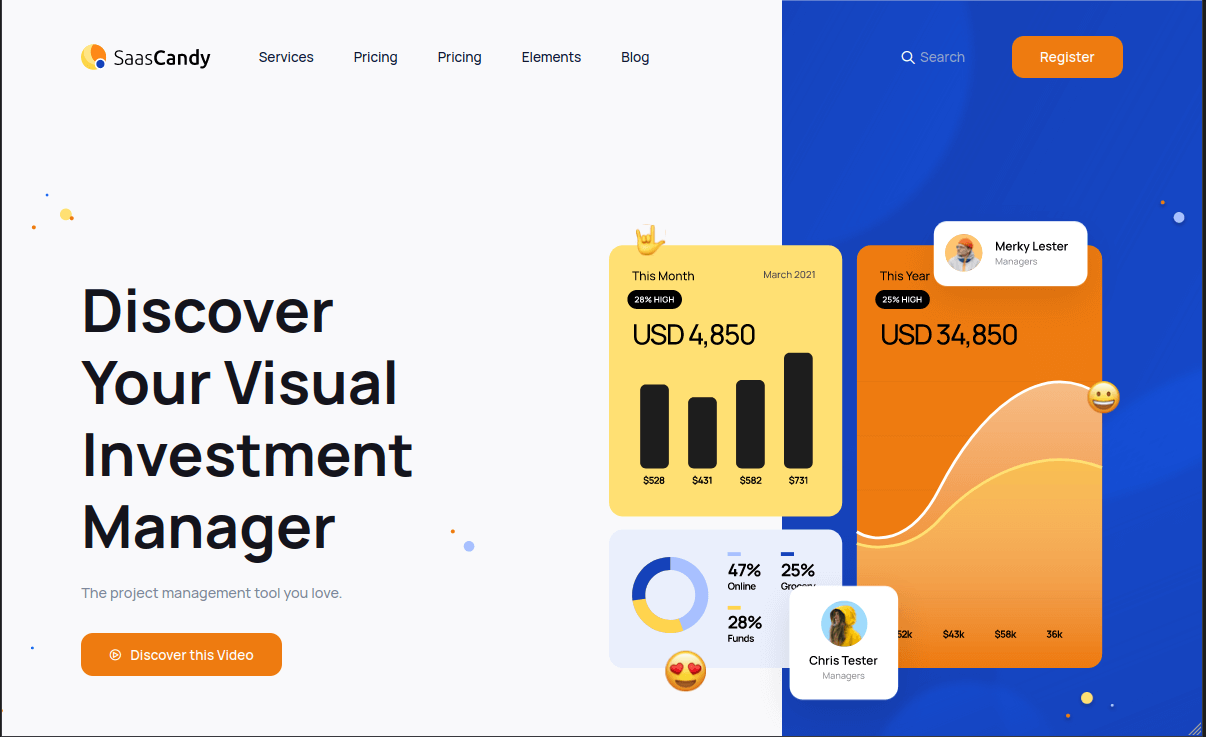 SaasCandy
Services
Pricing
Pricing
Elements
Blog
Search
Register
Discover
Your Visual
Investment
Manager
The project management tool you love.
Discover this Video
This Month
March 2021
28% HIGH
USD 4,850
$528
$431
$582
$731
47%
Online
25%
Grocery
28%
Funds
This Year
25% HIGH
USD 34,850
Merky Lester
Managers
$43k
$58k
36k
Chris Tester
Managers